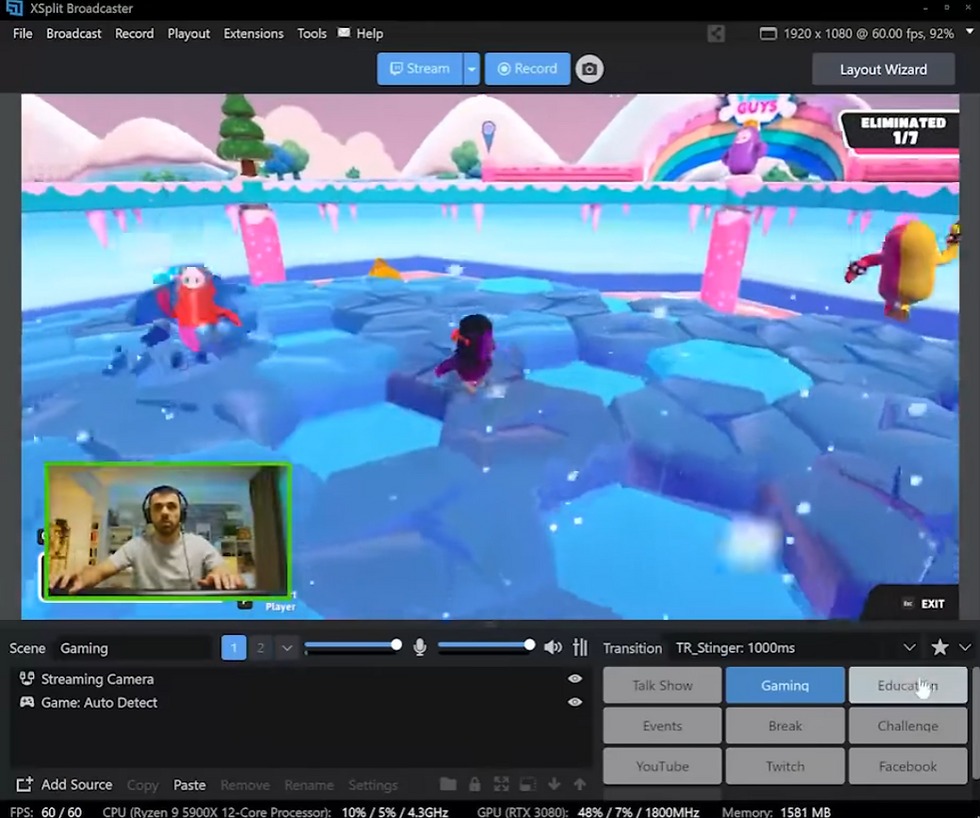 XSplit Broadcaster
File Broadcast Record Playout Extensions Tools Help
1920 x 1080 @ 60.00 fps, 92%
Stream Record Layout Wizard
GUYS
ELIMINATED
1/7
Player
Esc EXIT
Scene Gaming 1 2 Transition TR_Stinger: 1000ms
Streaming Camera
Game: Auto Detect
Talk Show Gaming Education
Events Break Challenge
YouTube Twitch Facebook
Add Source Copy Paste Remove Rename Settings
FPS: 60 / 60 CPU (Ryzen 9 5900X 12-Core Processor): 10% / 5% / 4.3GHz GPU (RTX 3080): 48% / 7% / 1800MHz Memory: 1581 MB